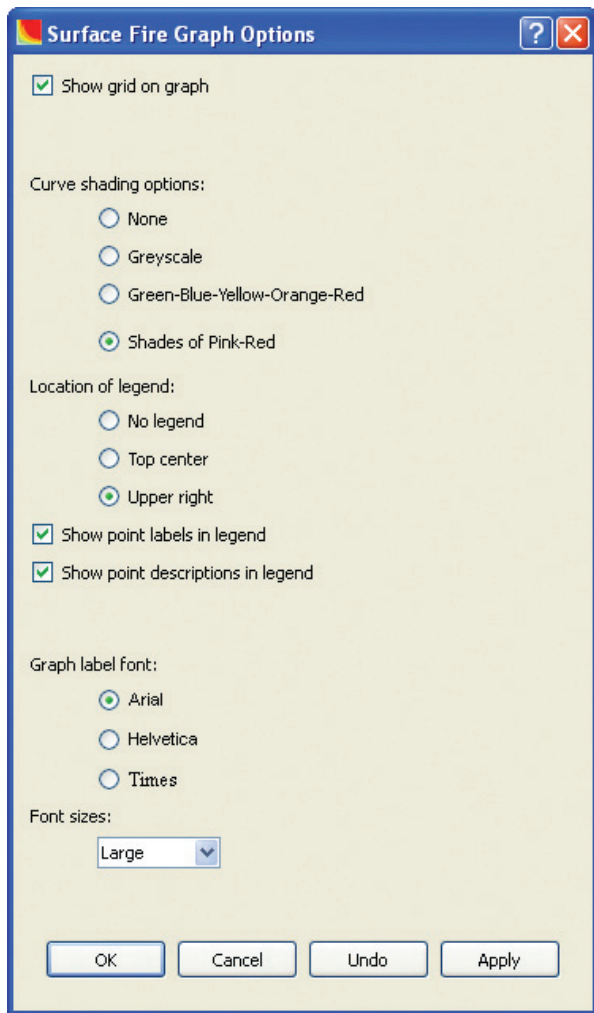 Surface Fire Graph Options
Show grid on graph
Curve shading options:
None
Greyscale
Green-Blue-Yellow-Orange-Red
Shades of Pink-Red
Location of legend:
No legend
Top center
Upper right
Show point labels in legend
Show point descriptions in legend
Graph label font:
Arial
Helvetica
Times
Font sizes:
Large
OK Cancel Undo Apply